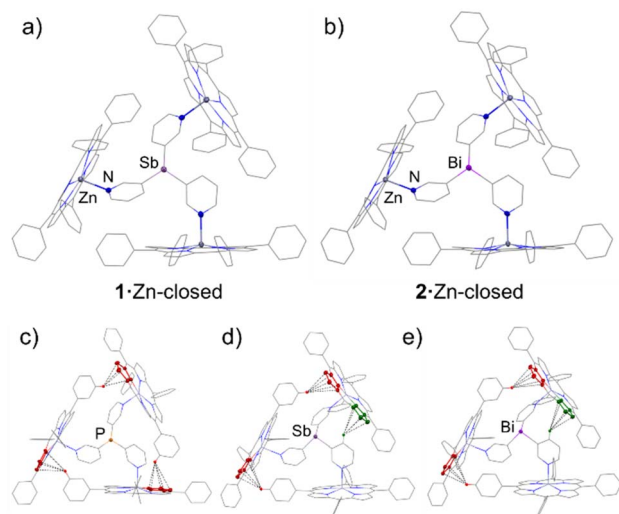 a)
b)
Sb
Bi
N
N
Zn
Zn
1·Zn-closed
2·Zn-closed
c)
d)
e)
P
Sb
Bi